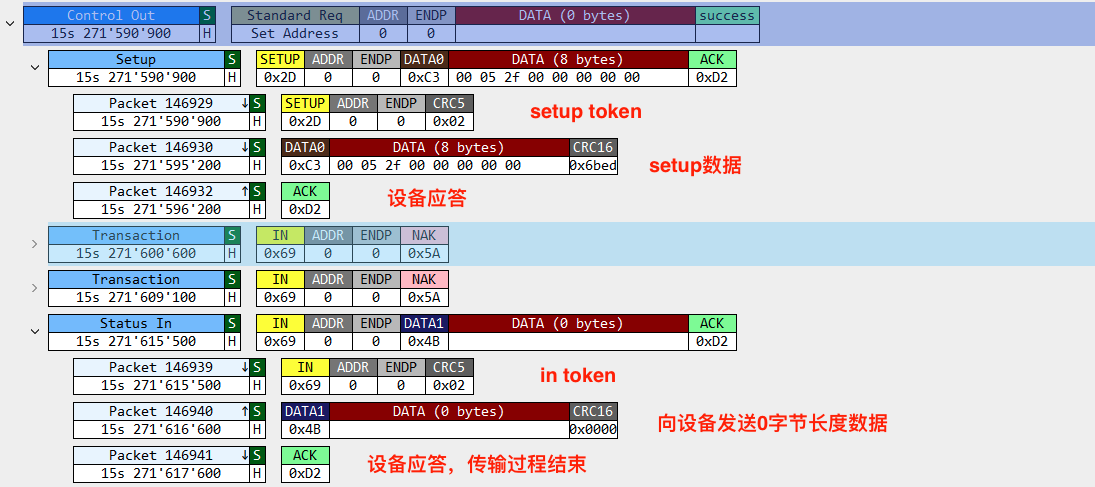 Control Out S Standard Req ADDR ENDP DATA (0 bytes) success
15s 271'590'900 H Set Address 0 0
Setup S SETUP ADDR ENDP DATA0 DATA (8 bytes) ACK
15s 271'590'900 H 0x2D 0 0 0xC3 00 05 2f 00 00 00 00 00 0xD2
Packet 146929 ↓ S SETUP ADDR ENDP CRC5
15s 271'590'900 H 0x2D 0 0 0x02
setup token
Packet 146930 ↓ S DATA0 DATA (8 bytes) CRC16
15s 271'595'200 H 0xC3 00 05 2f 00 00 00 00 00 0x6bed
setup数据
Packet 146932 ↑ S ACK
15s 271'596'200 H 0xD2
设备应答
Transaction S IN ADDR ENDP NAK
15s 271'600'600 H 0x69 0 0 0x5A
Transaction S IN ADDR ENDP NAK
15s 271'609'100 H 0x69 0 0 0x5A
Status In S IN ADDR ENDP DATA1 DATA (0 bytes) ACK
15s 271'615'500 H 0x69 0 0 0x4B 0xD2
Packet 146939 ↓ S IN ADDR ENDP CRC5
15s 271'615'500 H 0x69 0 0 0x02
in token
Packet 146940 ↑ S DATA1 DATA (0 bytes) CRC16
15s 271'616'600 H 0x4B 0x0000
向设备发送0字节长度数据
Packet 146941 ↓ S ACK
15s 271'617'600 H 0xD2
设备应答，传输过程结束